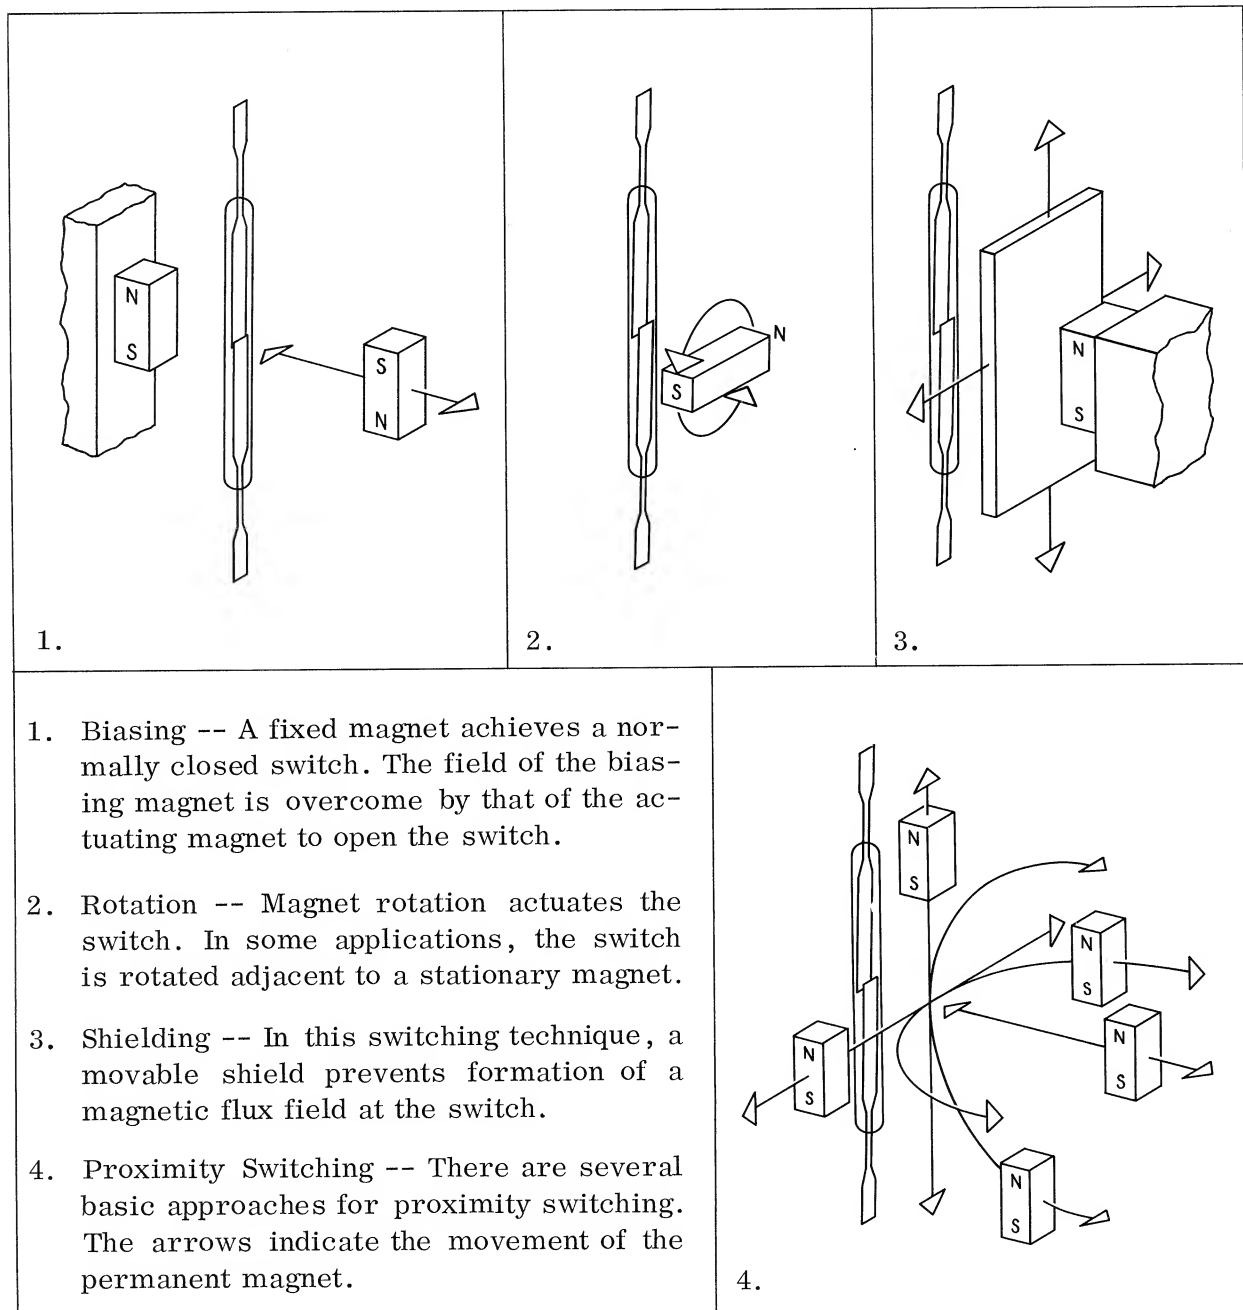 N
S
S
N
1.
N
S
2.
N
S
3.
1. Biasing -- A fixed magnet achieves a nor-
mally closed switch. The field of the bias-
ing magnet is overcome by that of the ac-
tuating magnet to open the switch.
2. Rotation -- Magnet rotation actuates the
switch. In some applications, the switch
is rotated adjacent to a stationary magnet.
3. Shielding -- In this switching technique, a
movable shield prevents formation of a
magnetic flux field at the switch.
4. Proximity Switching -- There are several
basic approaches for proximity switching.
The arrows indicate the movement of the
permanent magnet.
N
S
N
S
N
S
N
S
N
S
4.